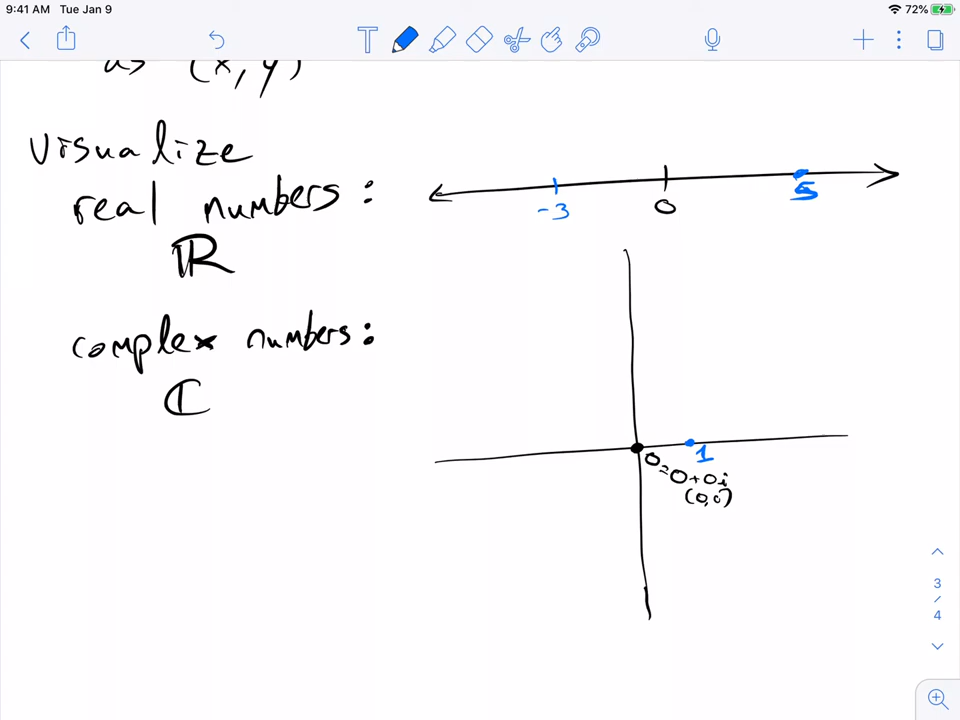 9:41 AM Tue Jan 9
72%
T
as (x, y)
Visualize
real numbers:
ℝ
-3
0
5
complex numbers:
ℂ
1
0=0+0i
(0,0)
3
/
4